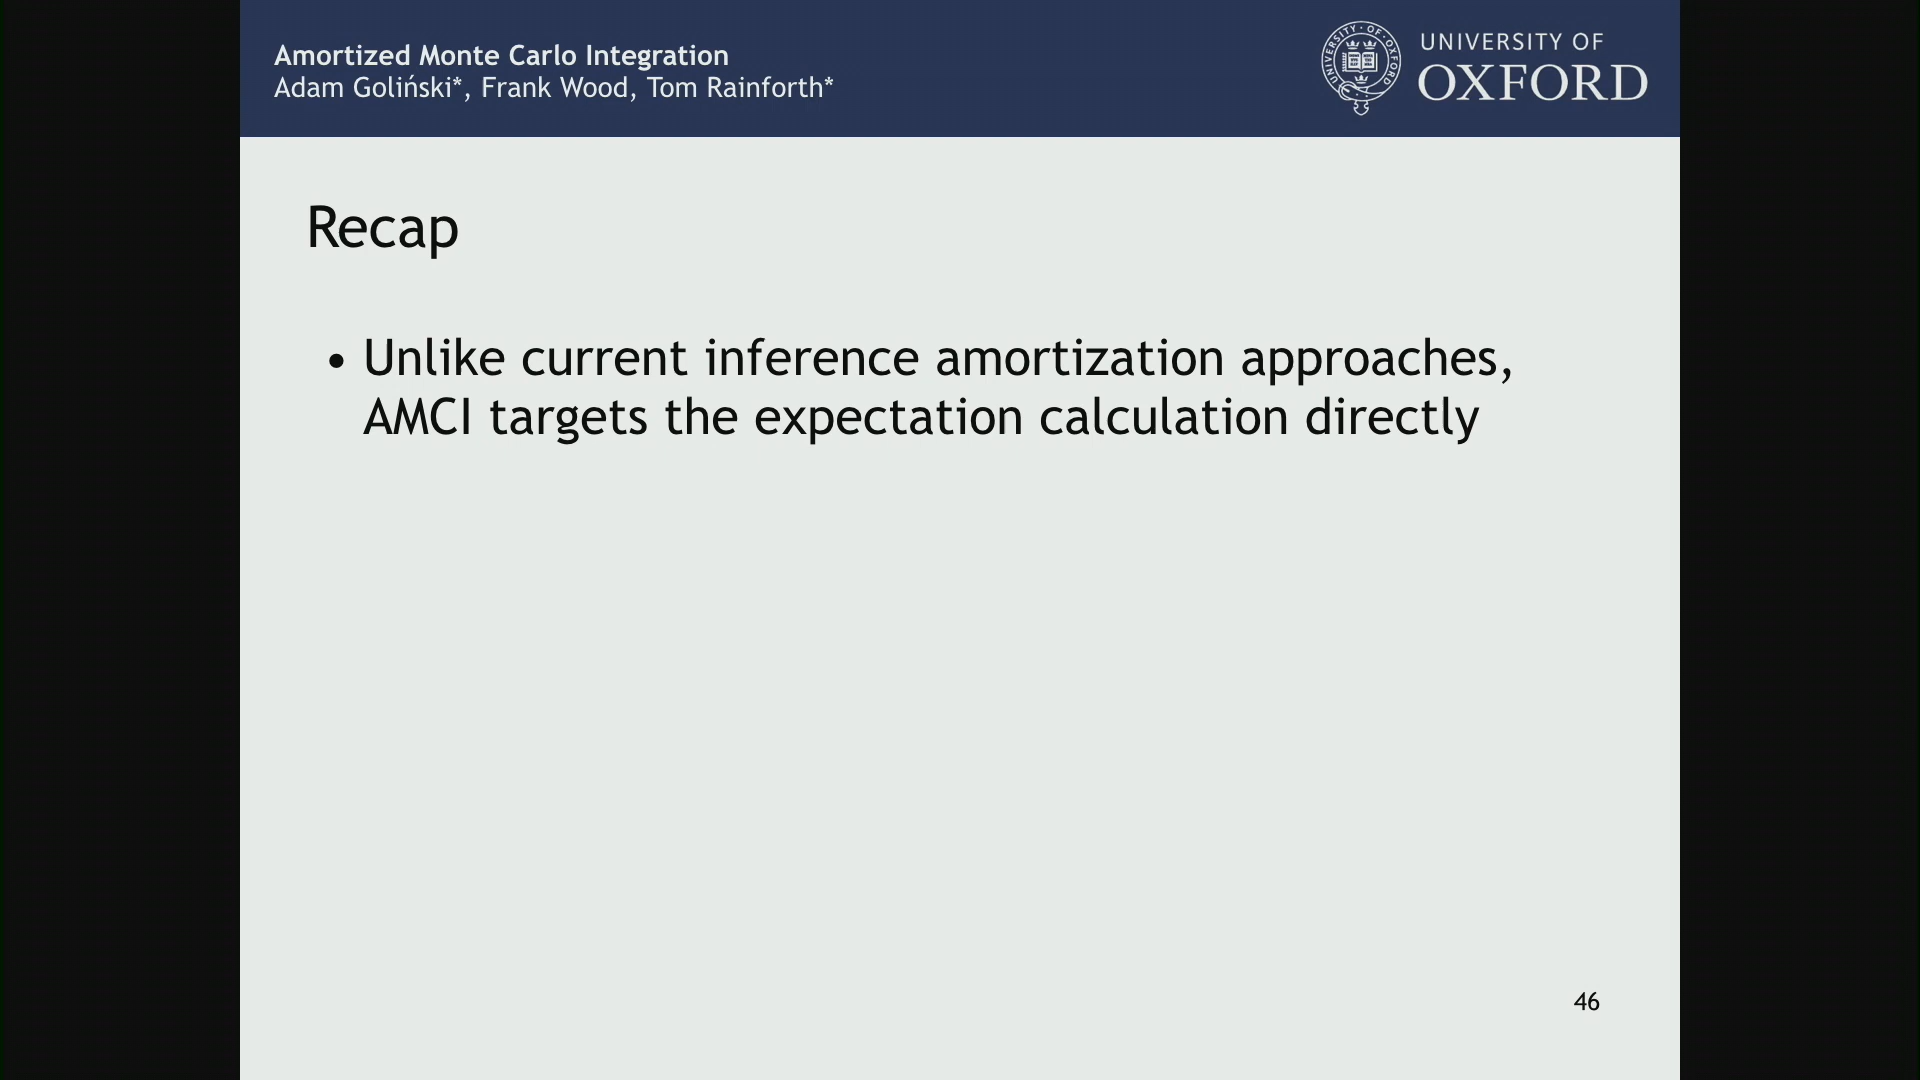 Amortized Monte Carlo Integration
Adam Goliński*, Frank Wood, Tom Rainforth*
UNIVERSITY OF
OXFORD
Recap
• Unlike current inference amortization approaches,
AMCI targets the expectation calculation directly
46